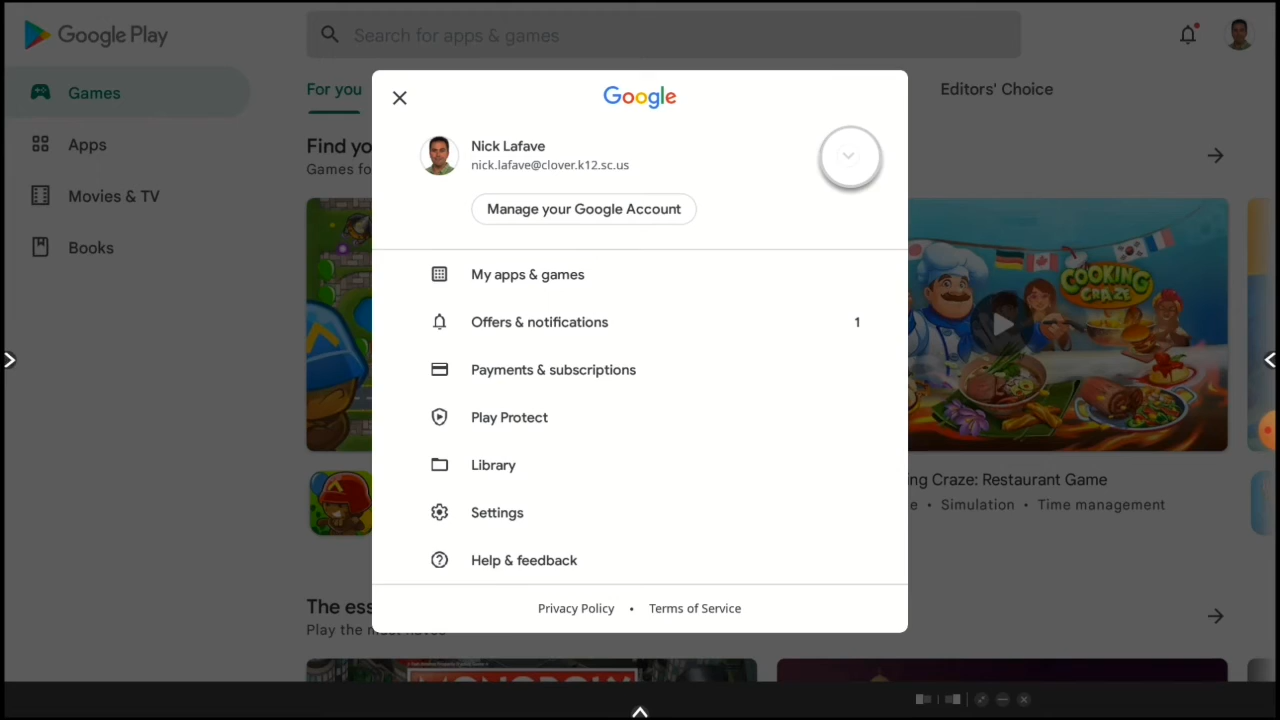 Google Play
Search for apps & games
Games
Apps
Movies & TV
Books
For you
Editors' Choice
Find yo
Games fo
Google
Nick Lafave
nick.lafave@clover.k12.sc.us
Manage your Google Account
My apps & games
Offers & notifications 1
Payments & subscriptions
Play Protect
Library
Settings
Help & feedback
Privacy Policy • Terms of Service
COOKING
CRAZE
ng Craze: Restaurant Game
e • Simulation • Time management
The ess
Play the m
MONOPOLY